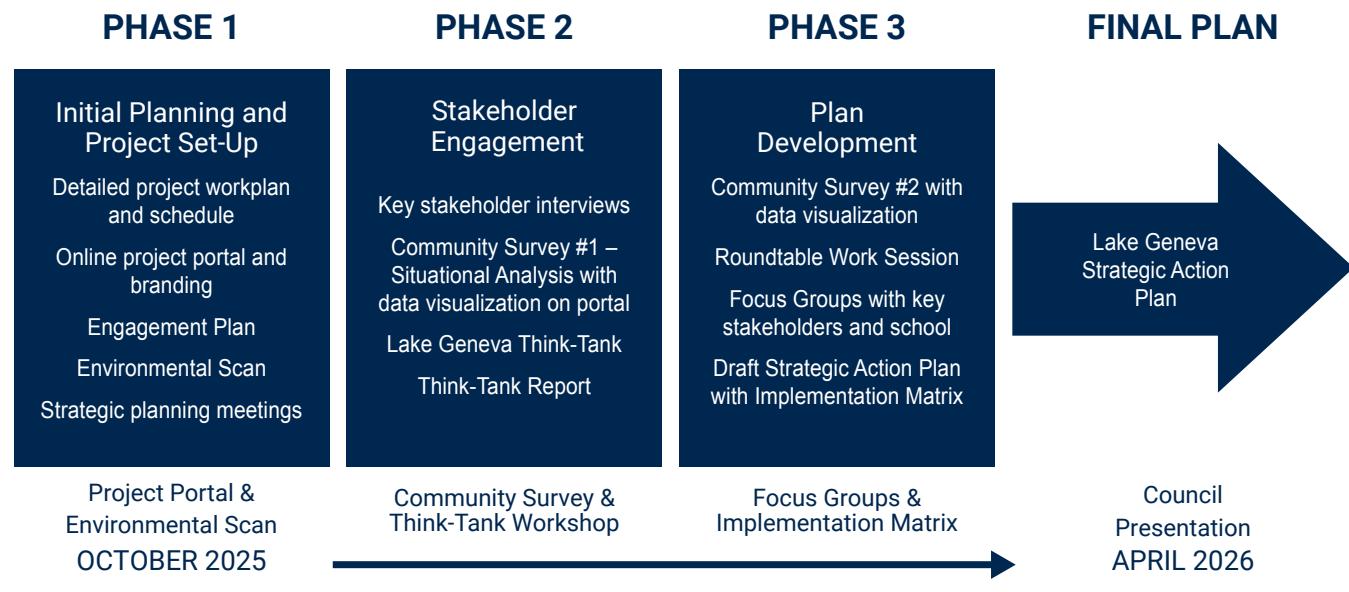 PHASE 1
Initial Planning and
Project Set-Up
Detailed project workplan
and schedule
Online project portal and
branding
Engagement Plan
Environmental Scan
Strategic planning meetings
Project Portal &
Environmental Scan
OCTOBER 2025
PHASE 2
Stakeholder
Engagement
Key stakeholder interviews
Community Survey #1 –
Situational Analysis with
data visualization on portal
Lake Geneva Think-Tank
Think-Tank Report
Community Survey &
Think-Tank Workshop
PHASE 3
Plan
Development
Community Survey #2 with
data visualization
Roundtable Work Session
Focus Groups with key
stakeholders and school
Draft Strategic Action Plan
with Implementation Matrix
Focus Groups &
Implementation Matrix
FINAL PLAN
Lake Geneva
Strategic Action
Plan
Council
Presentation
APRIL 2026